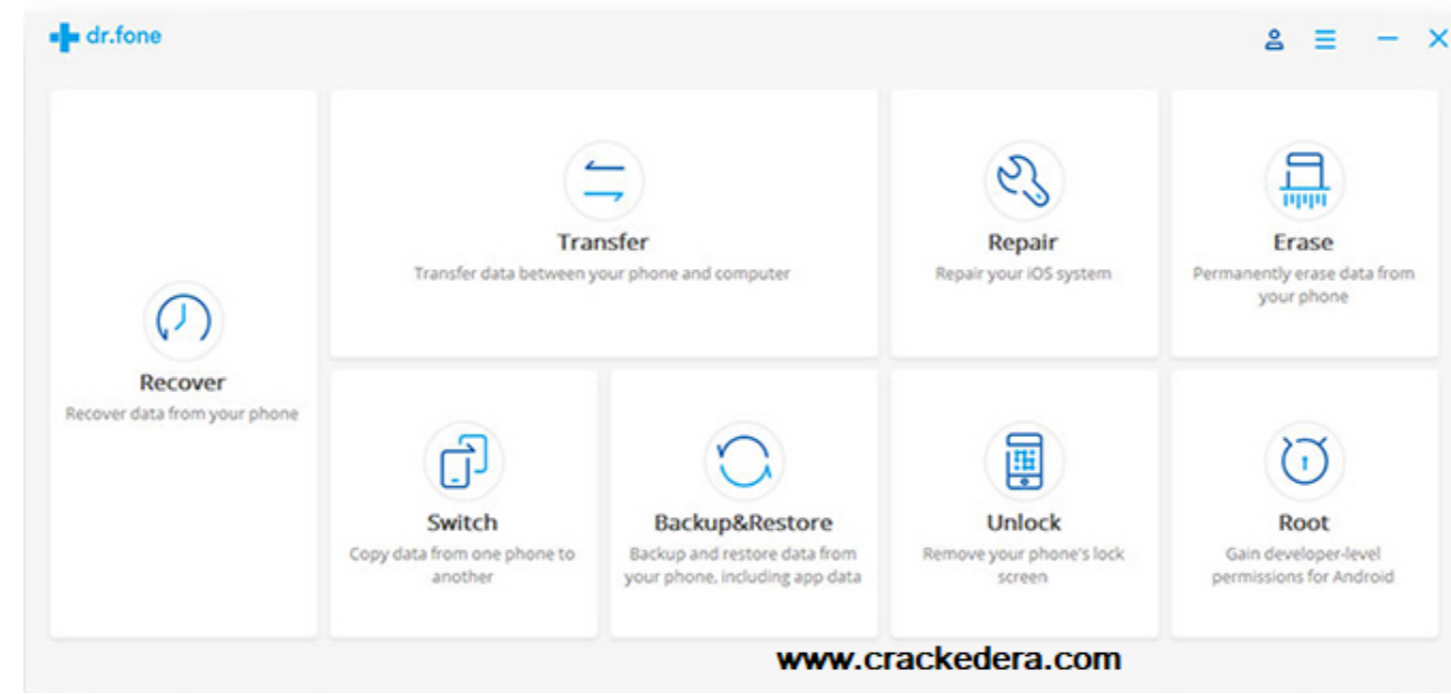 dr.fone
Recover
Recover data from your phone
Transfer
Transfer data between your phone and computer
Repair
Repair your iOS system
Erase
Permanently erase data from
your phone
Switch
Copy data from one phone to
another
Backup&Restore
Backup and restore data from
your phone, including app data
Unlock
Remove your phone's lock
screen
Root
Gain developer-level
permissions for Android
www.crackedera.com